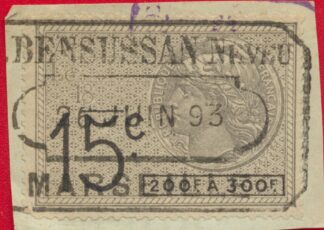 BENSUSSAN NEVEU
26 JUIN 93
15c
MARS
200F À 300F